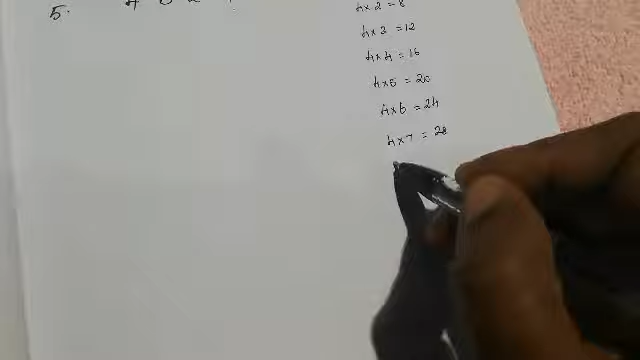 5.
4x2 = 8
4x3 = 12
4x4 = 16
4x5 = 20
4x6 = 24
4x7 = 28